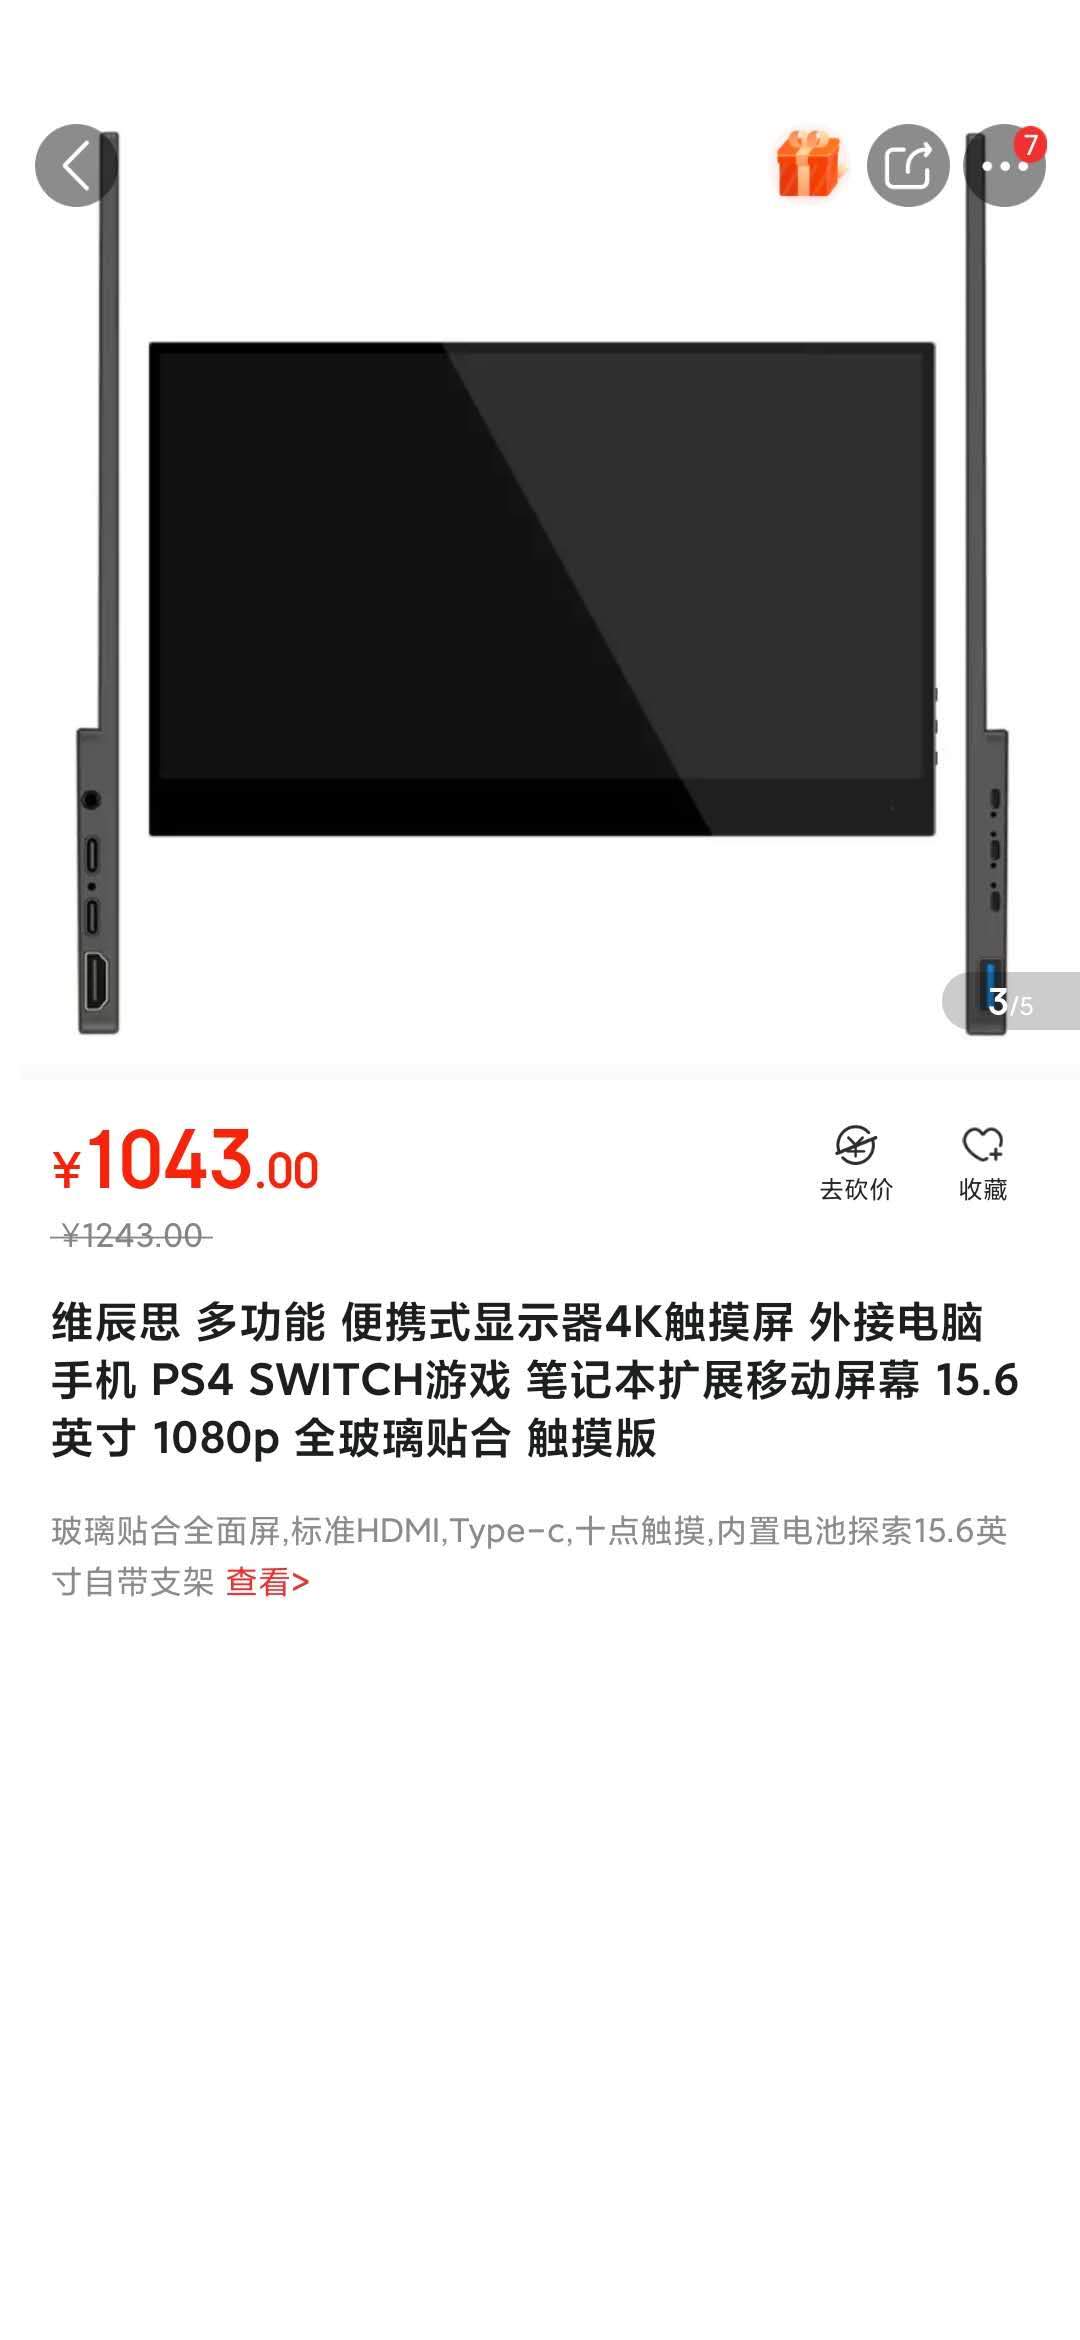 7
3/5
¥1043.00
去砍价
收藏
¥1243.00
维辰思 多功能 便携式显示器4K触摸屏 外接电脑
手机 PS4 SWITCH游戏 笔记本扩展移动屏幕 15.6
英寸 1080p 全玻璃贴合 触摸版
玻璃贴合全面屏,标准HDMI,Type-c,十点触摸,内置电池探索15.6英
寸自带支架 查看>